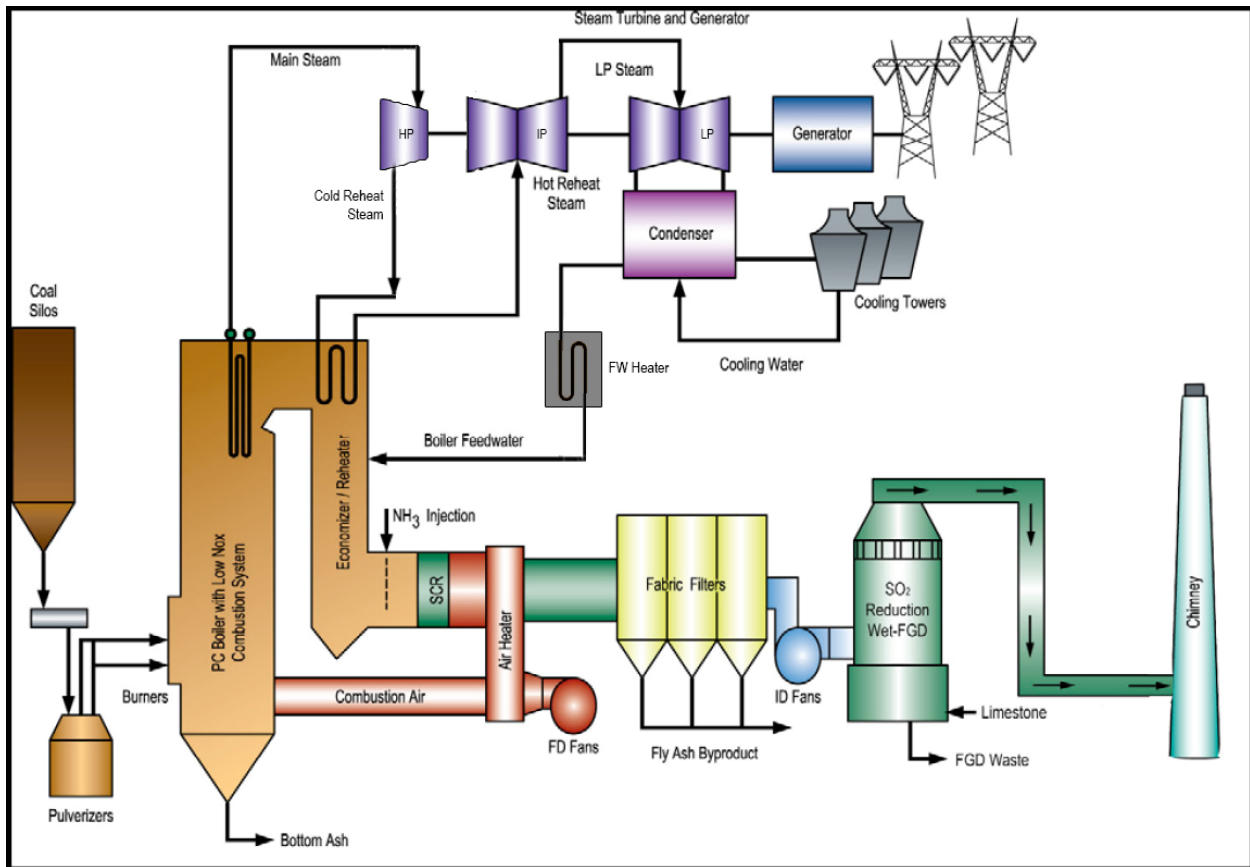 Steam Turbine and Generator
Main Steam
LP Steam
HP
IP
LP
Generator
Cold Reheat
Steam
Hot Reheat
Steam
Condenser
Coal
Silos
Cooling Towers
FW Heater
Cooling Water
Boiler Feedwater
PC Boiler with Low Nox
Combustion System
Economizer / Reheater
NH3 Injection
SCR
Air Heater
Fabric Filters
SO2
Reduction
Wet-FGD
Chimney
Burners
Combustion Air
ID Fans
Limestone
FD Fans
Fly Ash Byproduct
FGD Waste
Pulverizers
Bottom Ash